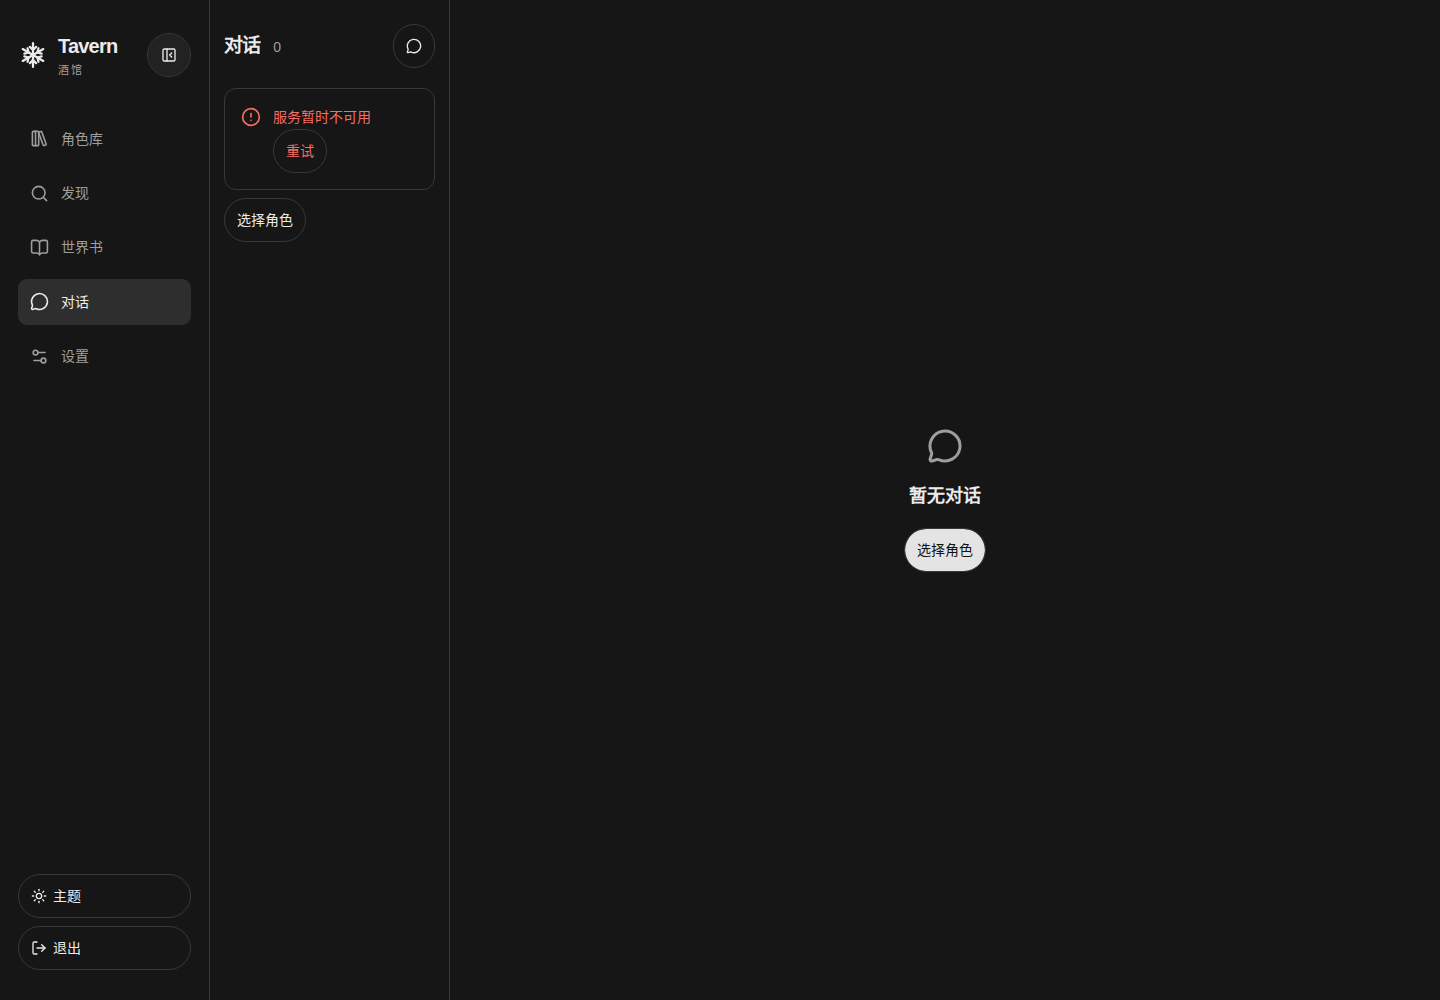 Tavern
酒馆
角色库
发现
世界书
对话
设置
主题
退出
对话 0
服务暂时不可用
重试
选择角色
暂无对话
选择角色